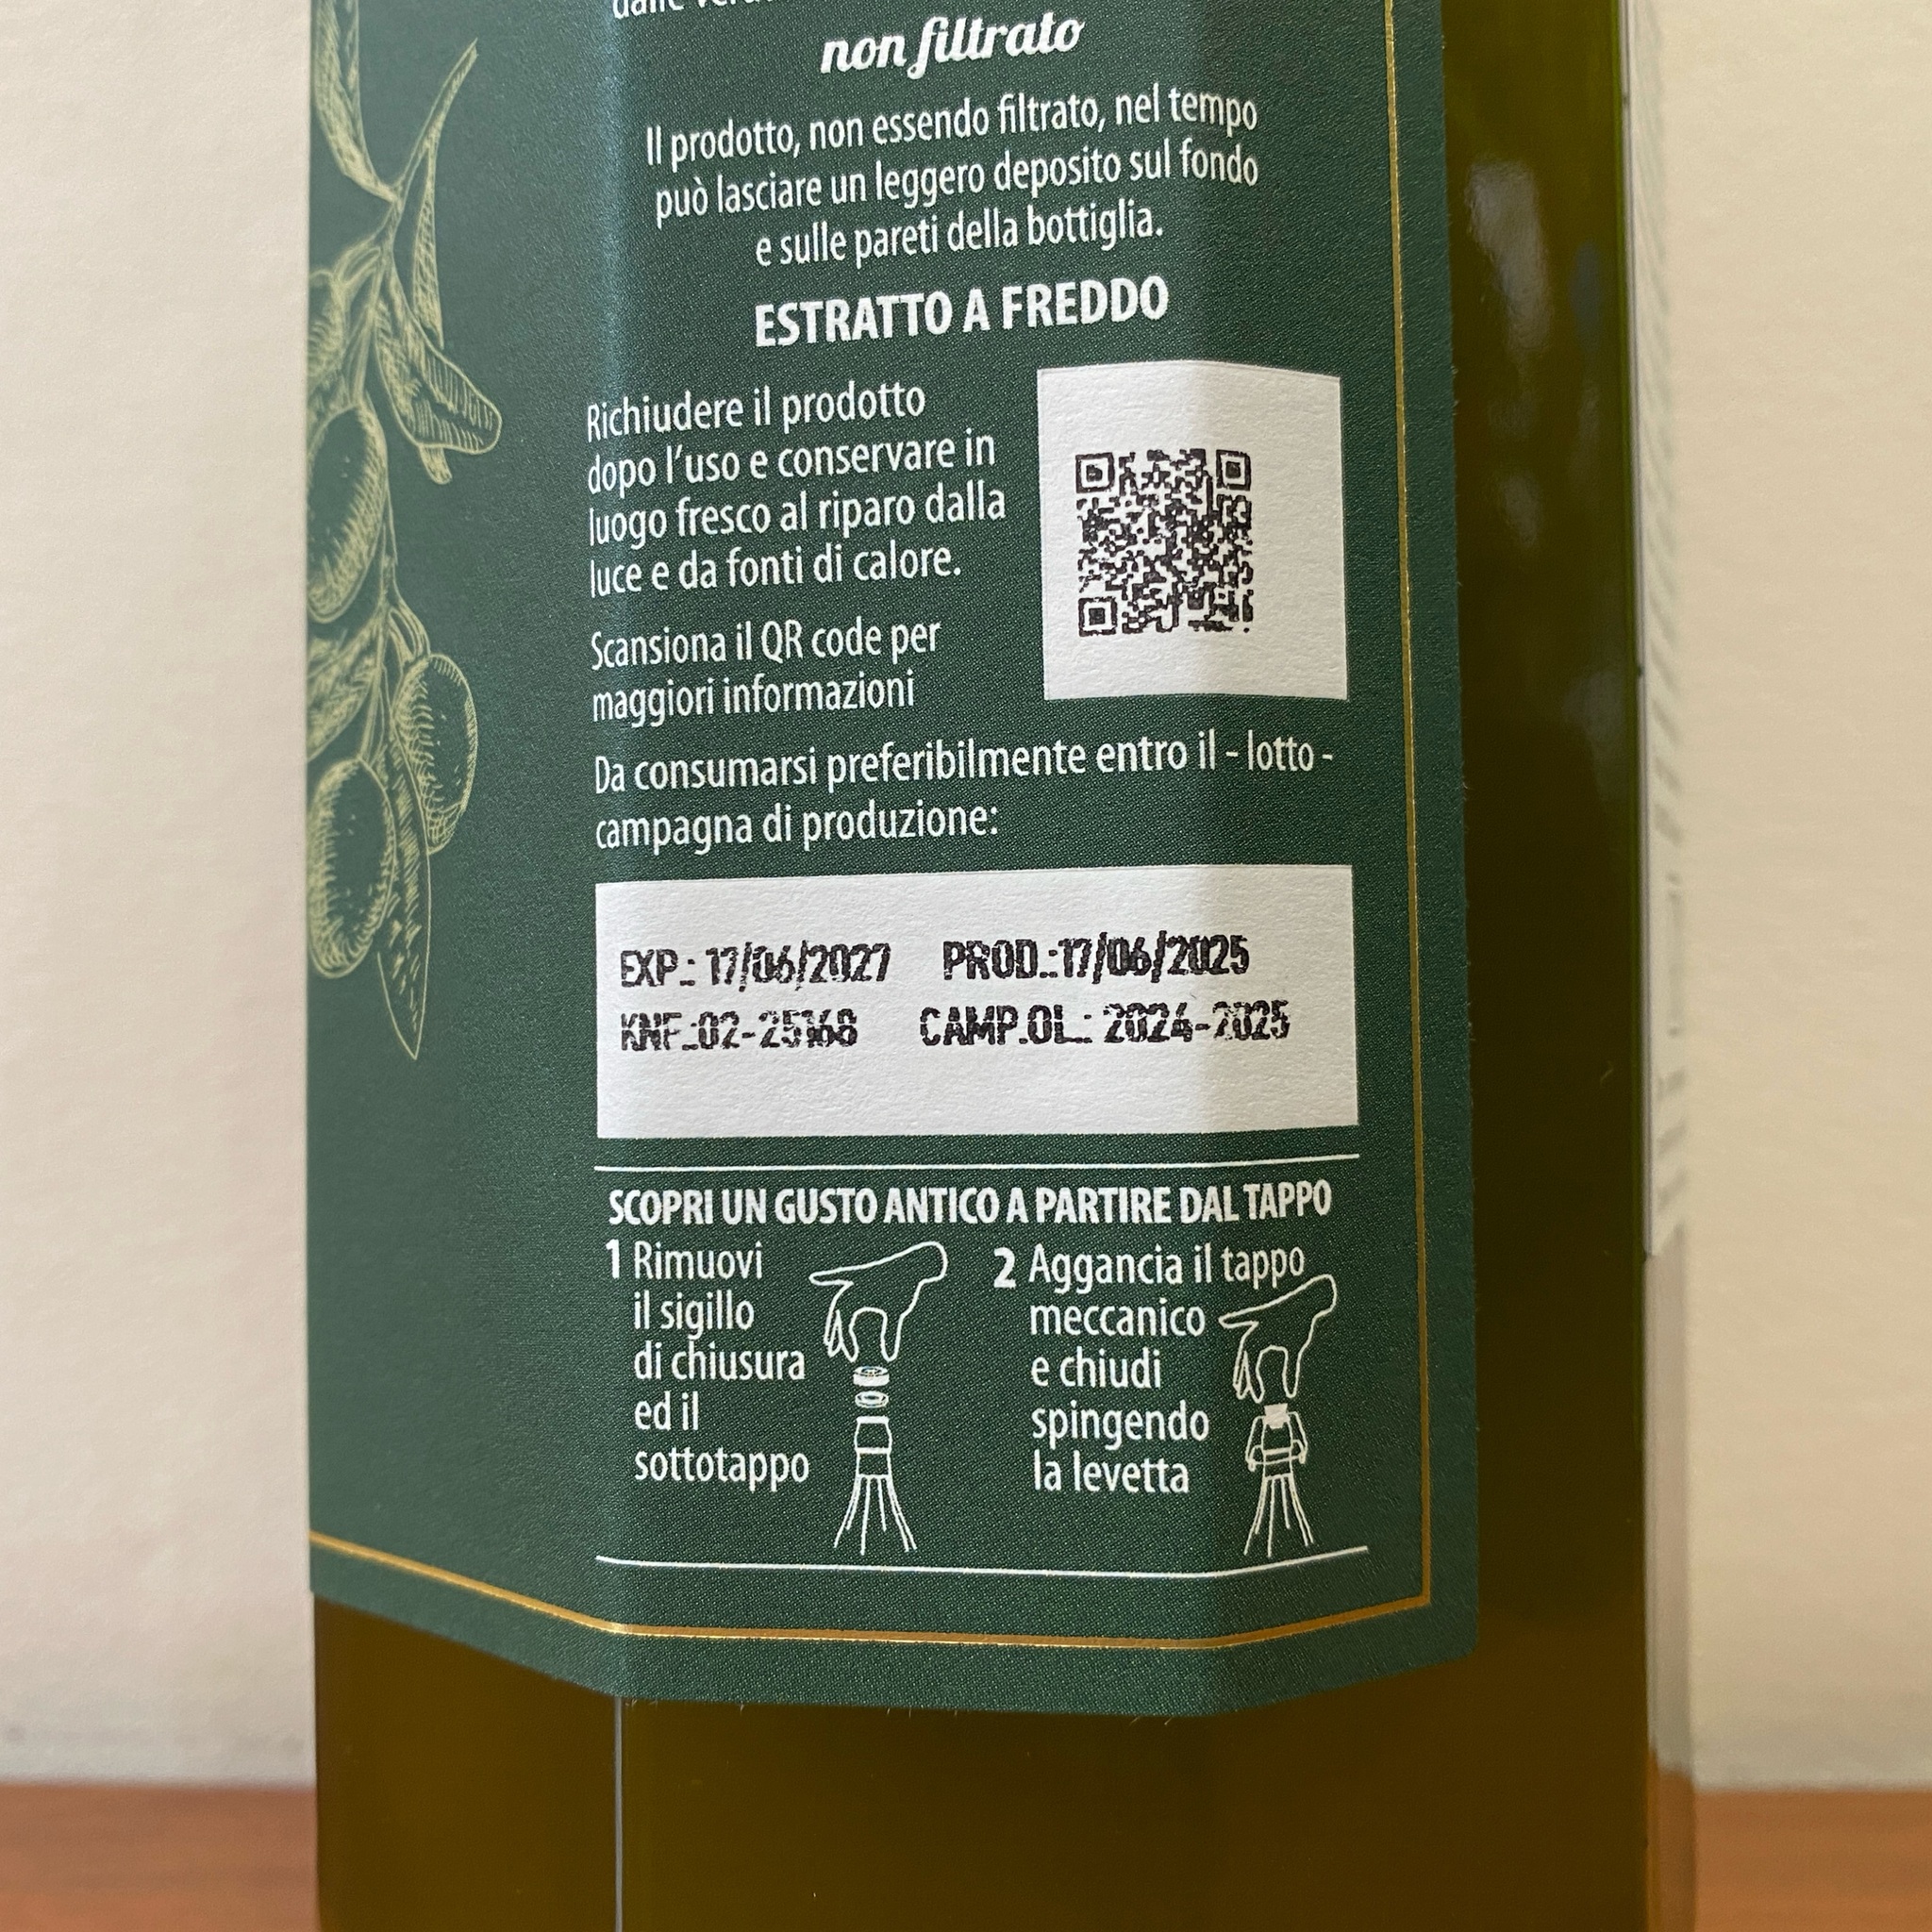 non filtrato
Il prodotto, non essendo filtrato, nel tempo
può lasciare un leggero deposito sul fondo
e sulle pareti della bottiglia.
ESTRATTO A FREDDO
Richiudere il prodotto
dopo l'uso e conservare in
luogo fresco al riparo dalla
luce e da fonti di calore.
Scansiona il QR code per
maggiori informazioni
Da consumarsi preferibilmente entro il - lotto -
campagna di produzione:
EXP.: 17/06/2027 PROD.:17/06/2025
KNF.:02-25168 CAMP.OL.: 2024-2025
SCOPRI UN GUSTO ANTICO A PARTIRE DAL TAPPO
1 Rimuovi
il sigillo
di chiusura
ed il
sottotappo
2 Aggancia il tappo
meccanico
e chiudi
spingendo
la levetta